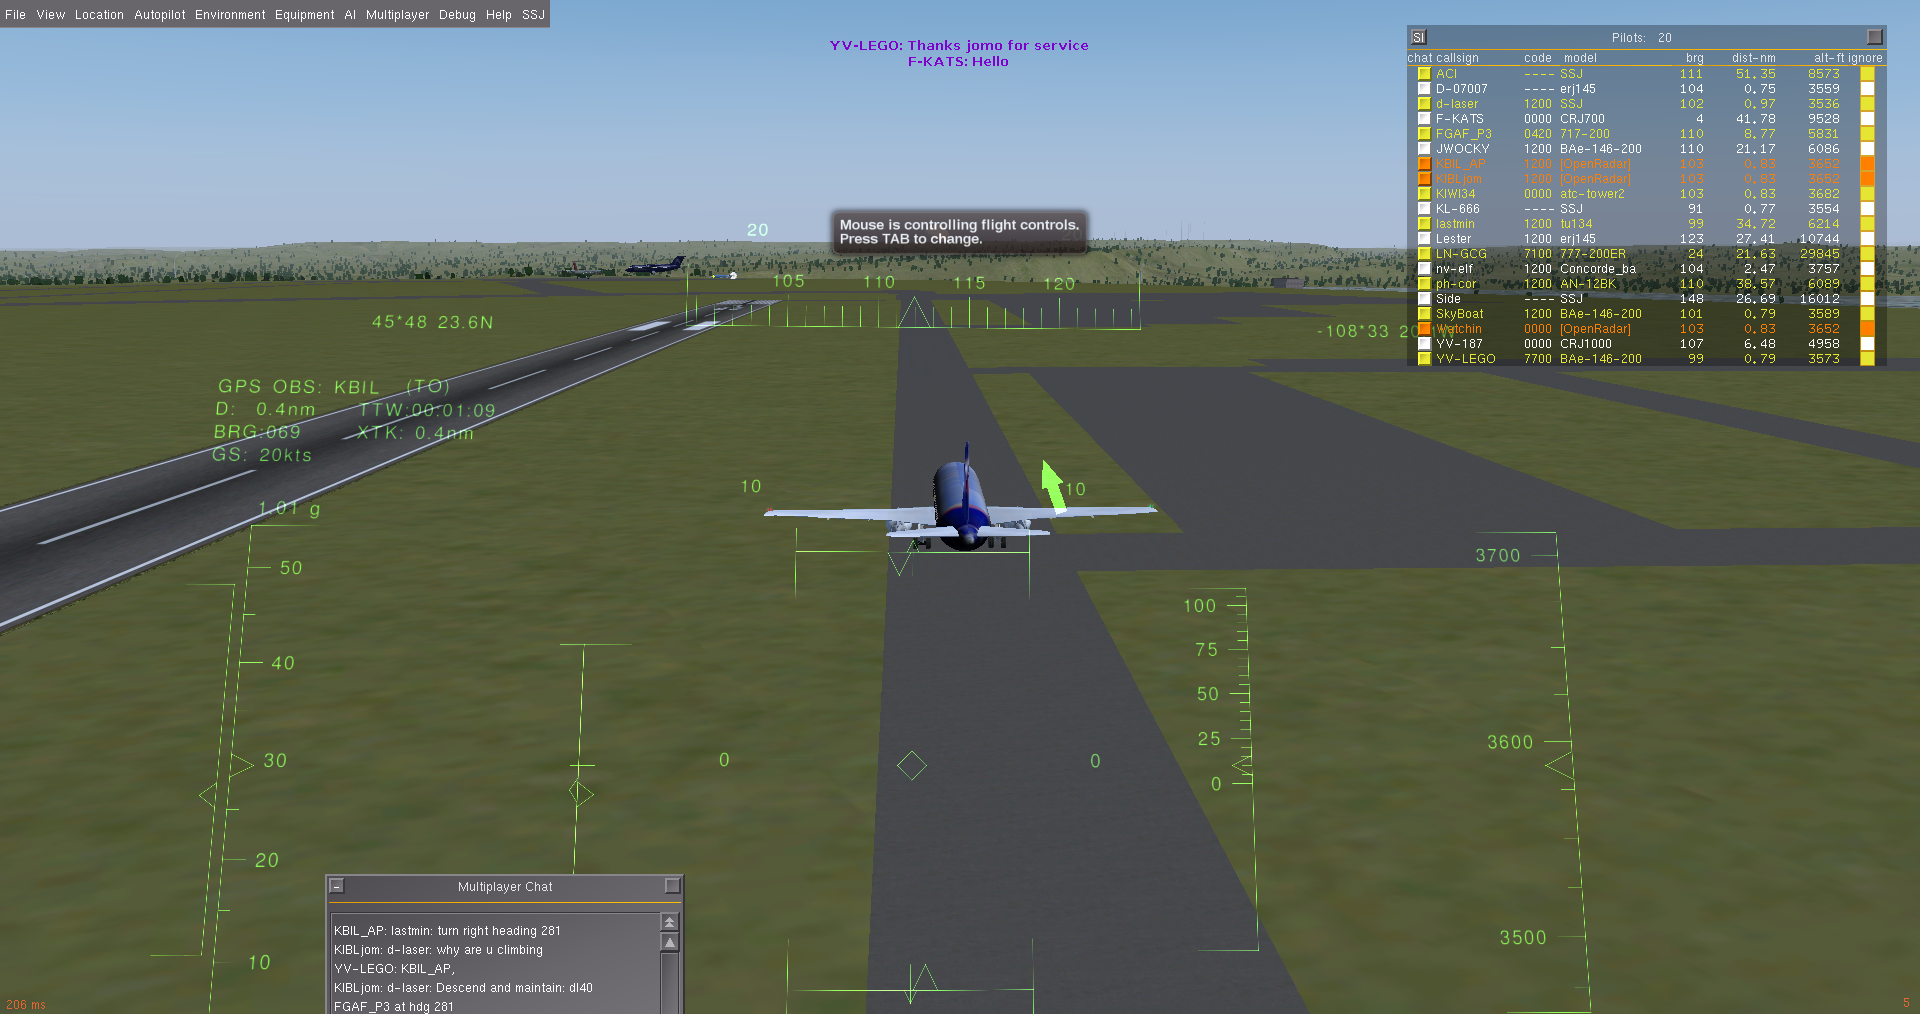 File View Location Autopilot Environment Equipment AI Multiplayer Debug Help SSJ
YV-LEGO: Thanks jomo for service
F-KATS: Hello
SI Pilots: 20
chat callsign code model brg dist-nm alt-ft ignore
ACI ---- SSJ 111 51.35 8573
D-07007 ---- erj145 104 0.75 3559
d-laser 1200 SSJ 102 0.97 3536
F-KATS 0000 CRJ700 4 41.78 9528
FGAF_P3 0420 717-200 110 8.77 5831
JWOCKY 1200 BAe-146-200 110 21.17 6086
KBIL_AP 1200 [OpenRadar] 103 0.83 3652
KIBLjom 1200 [OpenRadar] 103 0.83 3652
KIWI34 0000 atc-tower2 103 0.83 3682
KL-666 ---- SSJ 91 0.77 3554
lastmin 1200 tu134 99 34.72 6214
Lester 1200 erj145 123 27.41 10744
LN-GCG 7100 777-200ER 24 21.63 29845
nv-elf 1200 Concorde_ba 104 2.47 3757
ph-cor 1200 AN-12BK 110 38.57 6089
Side ---- SSJ 148 26.69 16012
SkyBoat 1200 BAe-146-200 101 0.79 3589
0000 [OpenRadar] 103 0.83 3652
YV-187 0000 CRJ1000 107 6.48 4958
YV-LEGO 7700 BAe-146-200 99 0.79 3573
Mouse is controlling flight controls.
Press TAB to change.
20
105 110 115 120
45*48 23.6N
-108*33
GPS OBS: KBIL (TO)
D: 0.4nm TTW:00:01:09
BRG:069 XTK: 0.4nm
GS: 20kts
1.01 g
10 10
50
40
30
20
10
0 0
100
75
50
25
0
3700
3600
3500
Multiplayer Chat
KBIL_AP: lastmin: turn right heading 281
KIBLjom: d-laser: why are u climbing
YV-LEGO: KBIL_AP,
KIBLjom: d-laser: Descend and maintain: dl40
FGAF_P3 at hdg 281
206 ms
5